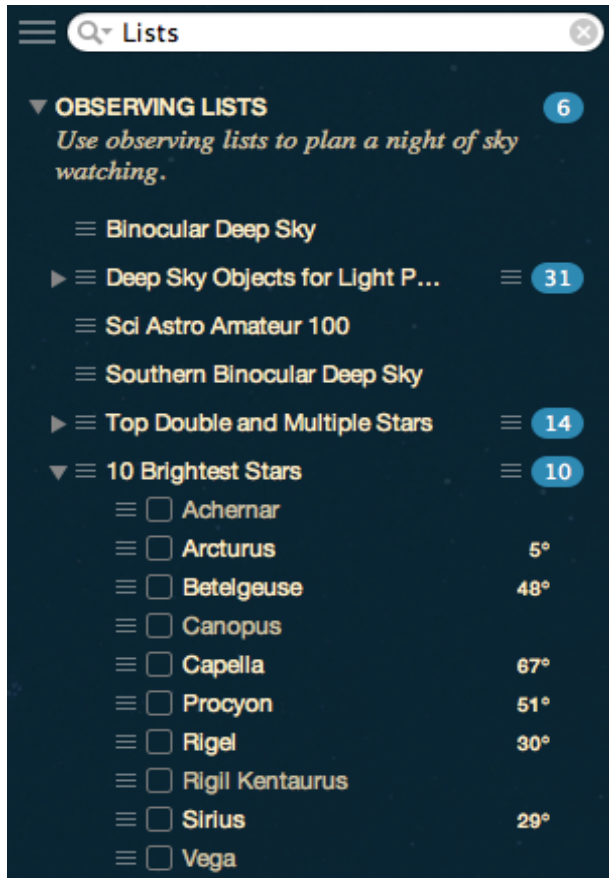 Lists
OBSERVING LISTS 6
Use observing lists to plan a night of sky
watching.
Binocular Deep Sky
Deep Sky Objects for Light P... 31
Sci Astro Amateur 100
Southern Binocular Deep Sky
Top Double and Multiple Stars 14
10 Brightest Stars 10
Achernar
Arcturus 5°
Betelgeuse 48°
Canopus
Capella 67°
Procyon 51°
Rigel 30°
Rigil Kentaurus
Sirius 29°
Vega